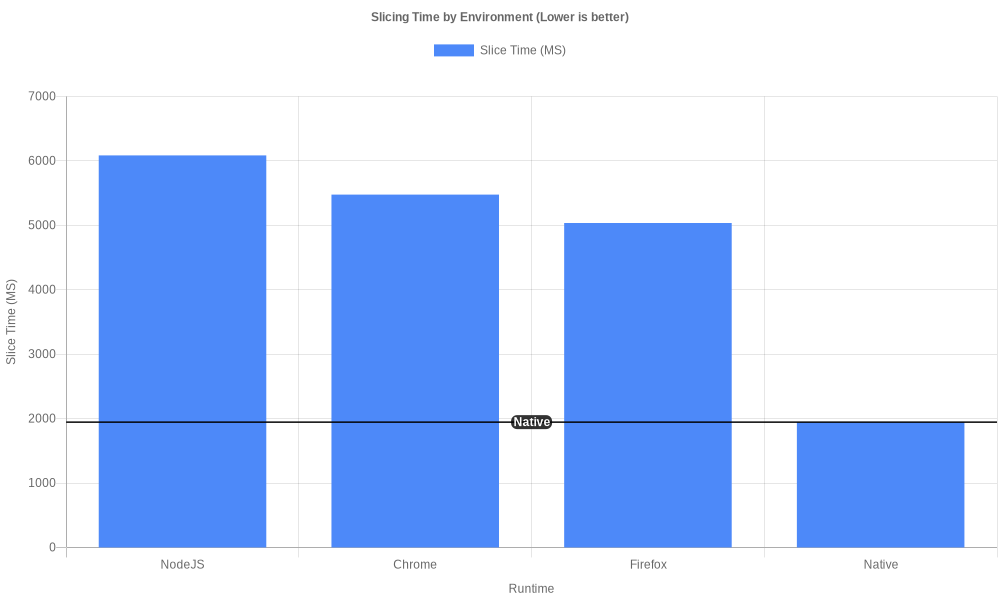 Slicing Time by Environment (Lower is better)
Slice Time (MS)
7000
6000
5000
4000
3000
2000
1000
0
Slice Time (MS)
Native
NodeJS Chrome Firefox Native
Runtime